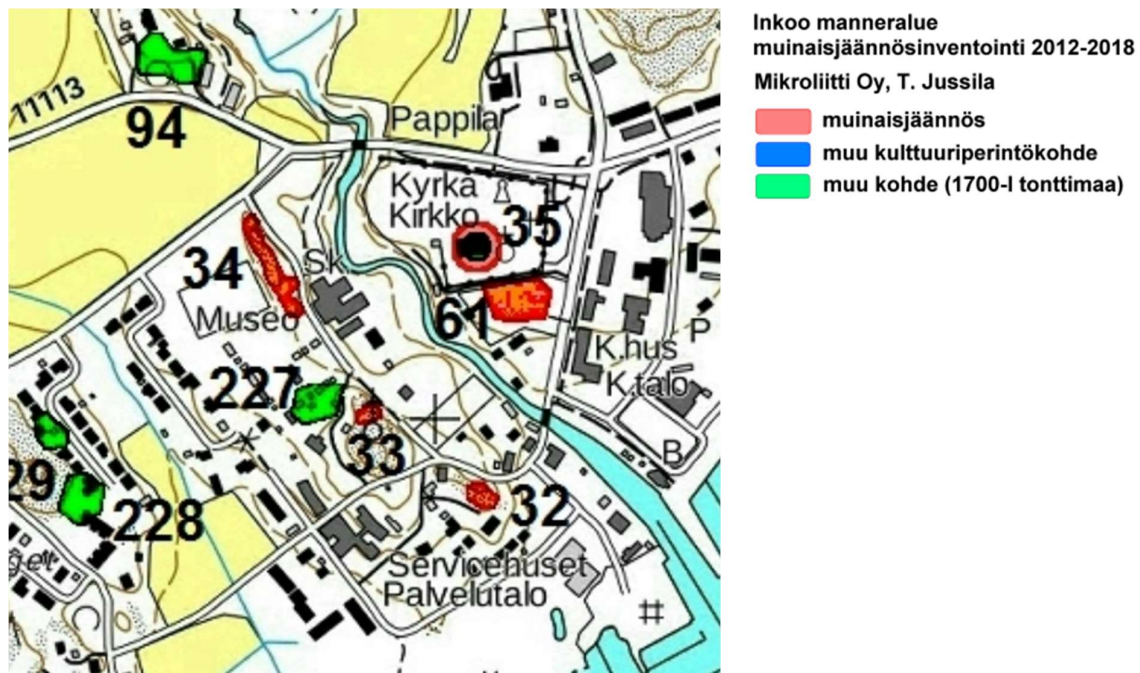 Inkoo manneralue
muinaisjäännösinventointi 2012-2018
Mikroliitti Oy, T. Jussila
muinaisjäännös
muu kulttuuriperintökohde
muu kohde (1700-l tonttimaa)
11113
94
Pappila
Kyrka
Kirkko
35
34
SK
Museo
61
K.hus
K.talo
P
227
33
B
29
228
32
Servicehuset
Palvelutalo